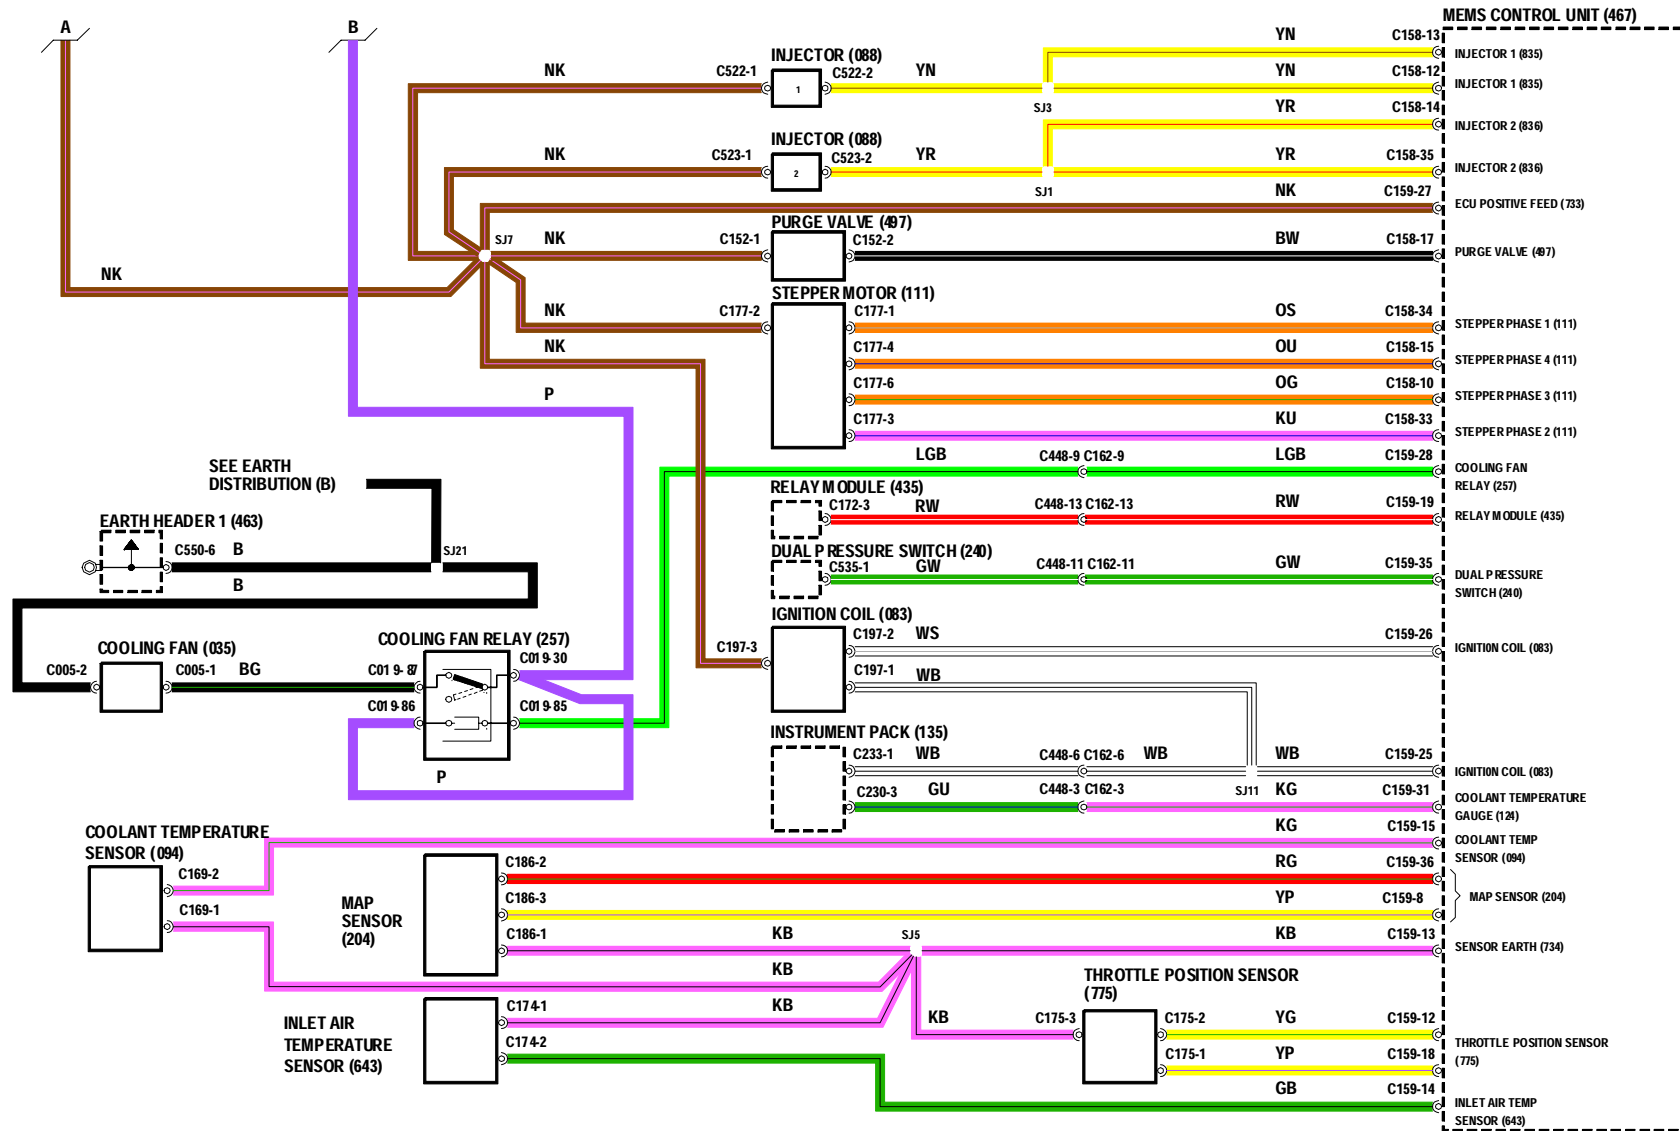 MEMS CONTROL UNIT (467)
A
B
YN
C158-13
INJECTOR 1 (835)
INJECTOR (088)
NK
C522-1
1
C522-2
YN
YN
C158-12
INJECTOR 1 (835)
SJ3
YR
C158-14
INJECTOR 2 (836)
INJECTOR (088)
NK
C523-1
2
C523-2
YR
YR
C158-35
INJECTOR 2 (836)
SJ1
NK
C159-27
ECU POSITIVE FEED (733)
PURGE VALVE (497)
SJ7
NK
C152-1
C152-2
BW
C158-17
PURGE VALVE (497)
NK
STEPPER MOTOR (111)
NK
C177-2
C177-1
OS
C158-34
STEPPER PHASE 1 (111)
NK
C177-4
OU
C158-15
STEPPER PHASE 4 (111)
P
C177-6
OG
C158-10
STEPPER PHASE 3 (111)
C177-3
KU
C158-33
STEPPER PHASE 2 (111)
LGB
C448-9 C162-9
LGB
C159-28
COOLING FAN
RELAY (257)
SEE EARTH
DISTRIBUTION (B)
RELAY MODULE (435)
C172-3
RW
C448-13 C162-13
RW
C159-19
RELAY MODULE (435)
EARTH HEADER 1 (463)
C550-6
B
SJ21
B
DUAL PRESSURE SWITCH (240)
C535-1
GW
C448-11 C162-11
GW
C159-35
DUAL PRESSURE
SWITCH (240)
IGNITION COIL (083)
C197-3
C197-2
WS
C159-26
IGNITION COIL (083)
C197-1
WB
COOLING FAN (035)
C005-2
C005-1
BG
COOLING FAN RELAY (257)
C019-87
C019-30
C019-86
C019-85
P
INSTRUMENT PACK (135)
C233-1
WB
C448-6 C162-6
WB
WB
C159-25
IGNITION COIL (083)
SJ11
C230-3
GU
C448-3 C162-3
KG
C159-31
COOLANT TEMPERATURE
GAUGE (124)
KG
C159-15
COOLANT TEMP
SENSOR (094)
COOLANT TEMPERATURE
SENSOR (094)
C169-2
C169-1
MAP
SENSOR
(204)
C186-2
RG
C159-36
C186-3
YP
C159-8
MAP SENSOR (204)
C186-1
KB
SJ5
KB
C159-13
SENSOR EARTH (734)
KB
INLET AIR
TEMPERATURE
SENSOR (643)
C174-1
KB
C174-2
THROTTLE POSITION SENSOR
(775)
KB
C175-3
C175-2
YG
C159-12
C175-1
YP
C159-18
THROTTLE POSITION SENSOR
(775)
GB
C159-14
INLET AIR TEMP
SENSOR (643)